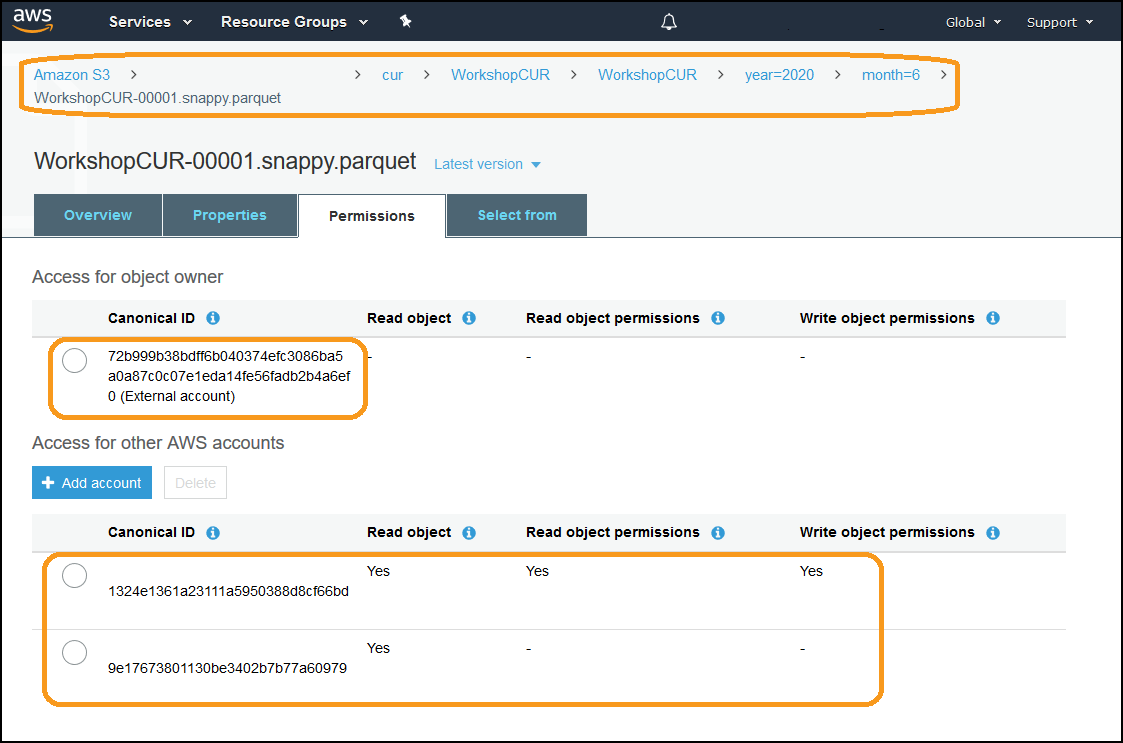 aws Services Resource Groups Global Support
Amazon S3 > > cur > WorkshopCUR > WorkshopCUR > year=2020 > month=6 >
WorkshopCUR-00001.snappy.parquet
WorkshopCUR-00001.snappy.parquet Latest version
Overview Properties Permissions Select from
Access for object owner
Canonical ID Read object Read object permissions Write object permissions
72b999b38bdff6b040374efc3086ba5 - - -
a0a87c0c07e1eda14fe56fadb2b4a6ef
0 (External account)
Access for other AWS accounts
+ Add account Delete
Canonical ID Read object Read object permissions Write object permissions
Yes Yes Yes
1324e1361a23111a5950388d8cf66bd
Yes - -
9e17673801130be3402b7b77a60979